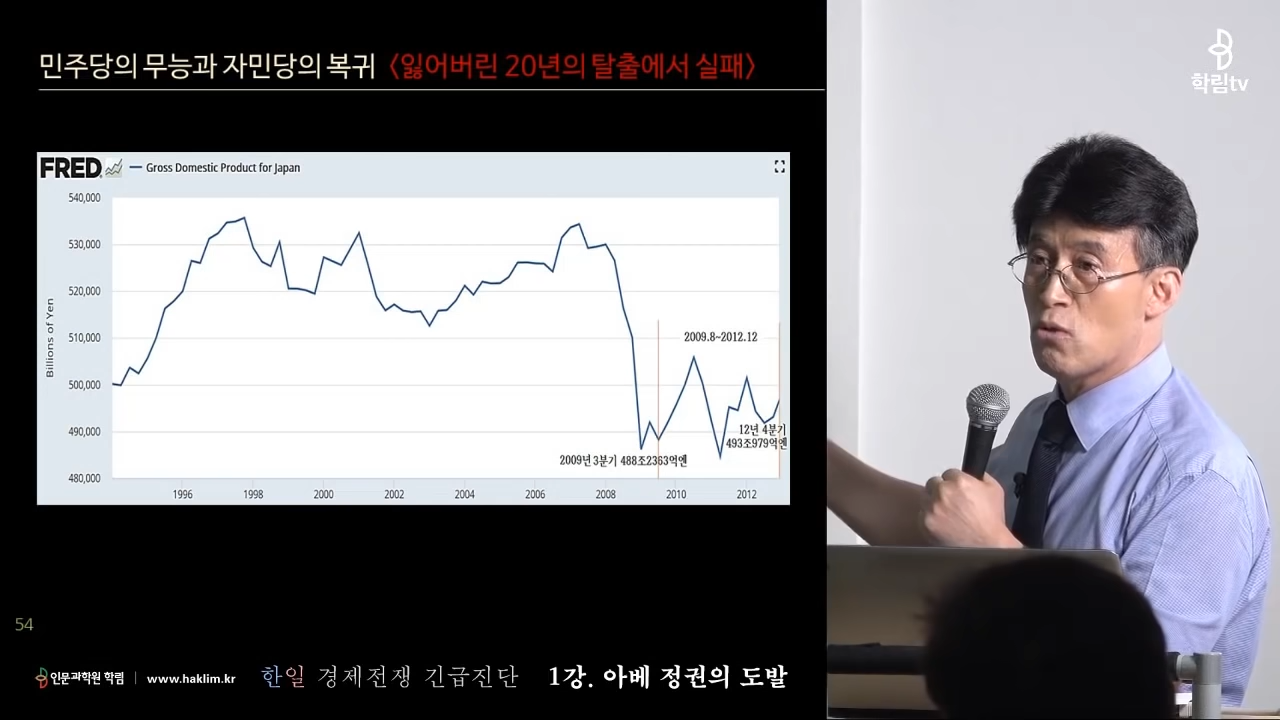 민주당의 무능과 자민당의 복귀 〈잃어버린 20년의 탈출에서 실패〉
학림tv
FRED
Gross Domestic Product for Japan
Billions of Yen
540,000
530,000
520,000
510,000
500,000
490,000
480,000
2009.8~2012.12
12년 4분기
493조979억엔
2009년 3분기 488조2363억엔
1996
1998
2000
2002
2004
2006
2008
2010
2012
54
인문과학원 학림 | www.haklim.kr
한일 경제전쟁 긴급진단 1강. 아베 정권의 도발